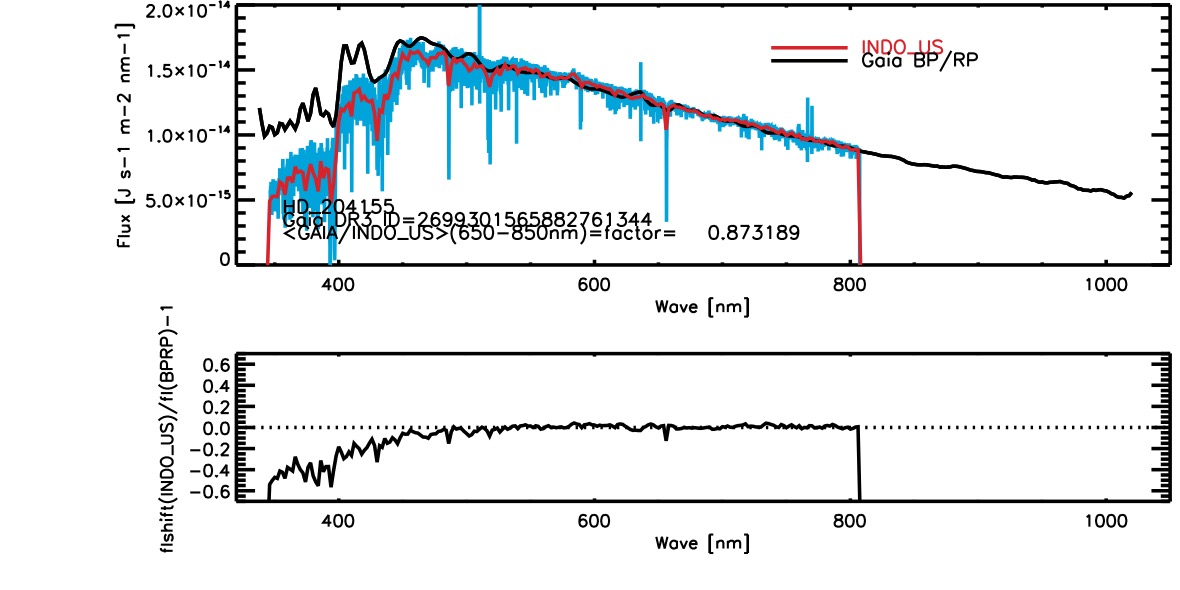 2.0×10⁻¹⁴
1.5×10⁻¹⁴
1.0×10⁻¹⁴
5.0×10⁻¹⁵
0
Flux [J s−1 m−2 nm−1]
INDO_US
Gaia BP/RP
HD_204155
Gaia DR3 ID=2699301565882761344
<GAIA/INDO_US>(650−850nm)=factor= 0.873189
400 600 800 1000
Wave [nm]
0.6
0.4
0.2
0.0
−0.2
−0.4
−0.6
flshift(INDO_US)/fl(BPRP)−1
400 600 800 1000
Wave [nm]